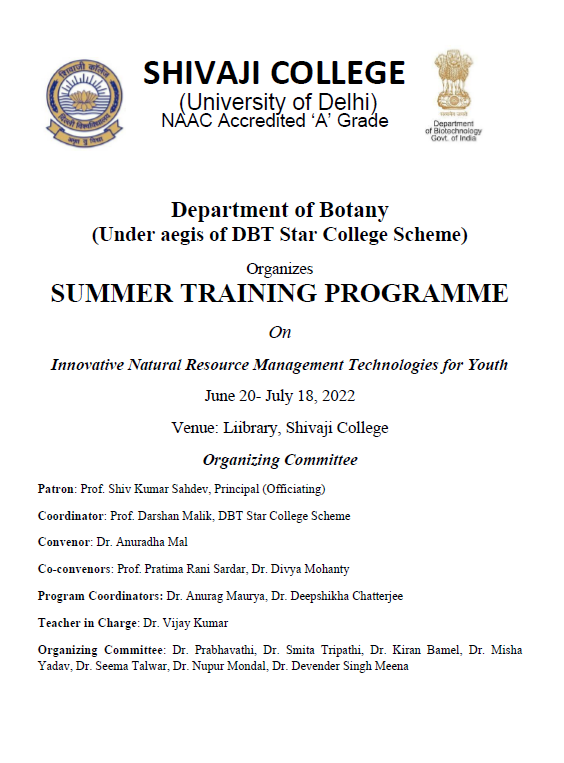 SHIVAJI COLLEGE
(University of Delhi)
NAAC Accredited ‘A’ Grade
Department
of Biotechnology
Govt. of India
Department of Botany
(Under aegis of DBT Star College Scheme)
Organizes
SUMMER TRAINING PROGRAMME
On
Innovative Natural Resource Management Technologies for Youth
June 20- July 18, 2022
Venue: Liibrary, Shivaji College
Organizing Committee
Patron: Prof. Shiv Kumar Sahdev, Principal (Officiating)
Coordinator: Prof. Darshan Malik, DBT Star College Scheme
Convenor: Dr. Anuradha Mal
Co-convenors: Prof. Pratima Rani Sardar, Dr. Divya Mohanty
Program Coordinators: Dr. Anurag Maurya, Dr. Deepshikha Chatterjee
Teacher in Charge: Dr. Vijay Kumar
Organizing Committee: Dr. Prabhavathi, Dr. Smita Tripathi, Dr. Kiran Bamel, Dr. Misha
Yadav, Dr. Seema Talwar, Dr. Nupur Mondal, Dr. Devender Singh Meena